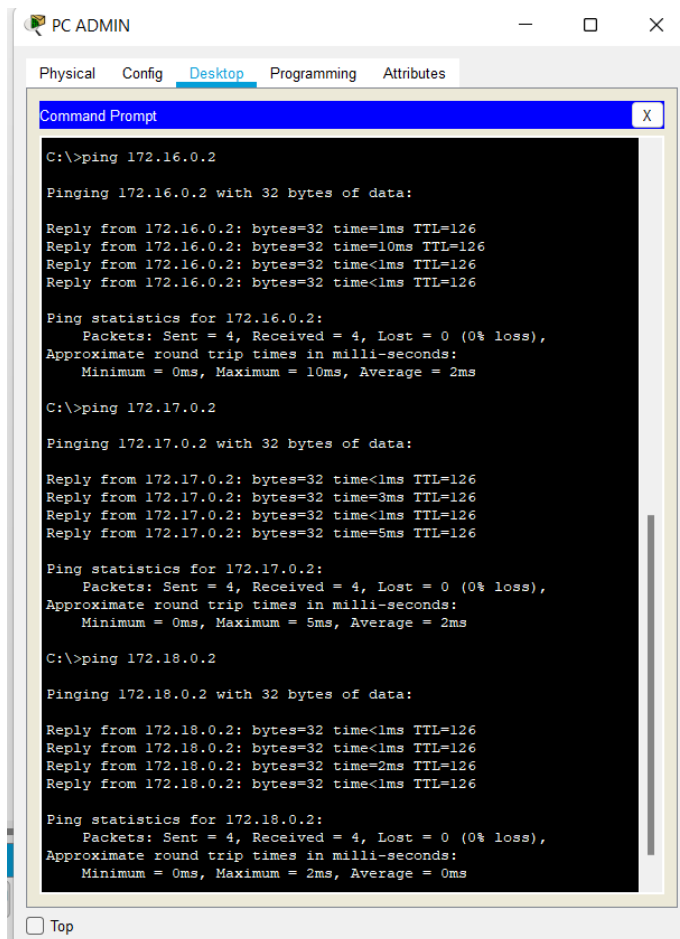 PC ADMIN
Physical Config Desktop Programming Attributes
Command Prompt X
C:\>ping 172.16.0.2
Pinging 172.16.0.2 with 32 bytes of data:
Reply from 172.16.0.2: bytes=32 time=1ms TTL=126
Reply from 172.16.0.2: bytes=32 time=10ms TTL=126
Reply from 172.16.0.2: bytes=32 time<1ms TTL=126
Reply from 172.16.0.2: bytes=32 time<1ms TTL=126
Ping statistics for 172.16.0.2:
Packets: Sent = 4, Received = 4, Lost = 0 (0% loss),
Approximate round trip times in milli-seconds:
Minimum = 0ms, Maximum = 10ms, Average = 2ms
C:\>ping 172.17.0.2
Pinging 172.17.0.2 with 32 bytes of data:
Reply from 172.17.0.2: bytes=32 time<1ms TTL=126
Reply from 172.17.0.2: bytes=32 time=3ms TTL=126
Reply from 172.17.0.2: bytes=32 time<1ms TTL=126
Reply from 172.17.0.2: bytes=32 time=5ms TTL=126
Ping statistics for 172.17.0.2:
Packets: Sent = 4, Received = 4, Lost = 0 (0% loss),
Approximate round trip times in milli-seconds:
Minimum = 0ms, Maximum = 5ms, Average = 2ms
C:\>ping 172.18.0.2
Pinging 172.18.0.2 with 32 bytes of data:
Reply from 172.18.0.2: bytes=32 time<1ms TTL=126
Reply from 172.18.0.2: bytes=32 time<1ms TTL=126
Reply from 172.18.0.2: bytes=32 time=2ms TTL=126
Reply from 172.18.0.2: bytes=32 time<1ms TTL=126
Ping statistics for 172.18.0.2:
Packets: Sent = 4, Received = 4, Lost = 0 (0% loss),
Approximate round trip times in milli-seconds:
Minimum = 0ms, Maximum = 2ms, Average = 0ms
Top